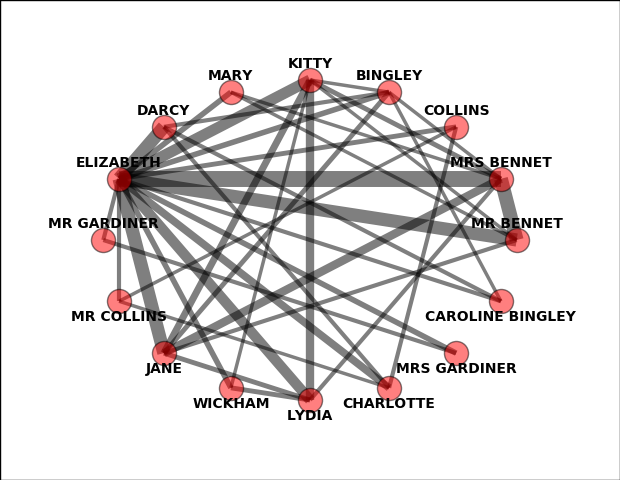 KITTY
MARY
BINGLEY
DARCY
COLLINS
ELIZABETH
MRS BENNET
MR GARDINER
MR BENNET
MR COLLINS
CAROLINE BINGLEY
JANE
MRS GARDINER
WICKHAM
CHARLOTTE
LYDIA